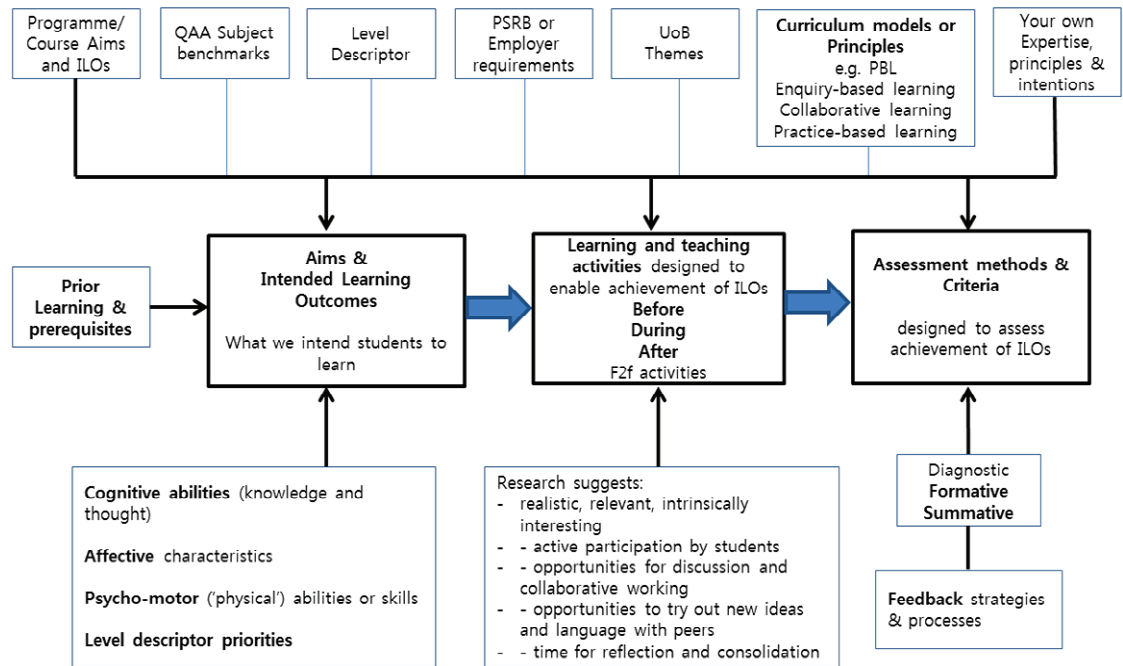 Programme/
Course Aims
and ILOs
QAA Subject
benchmarks
Level
Descriptor
PSRB or
Employer
requirements
UoB
Themes
Curriculum models or
Principles
e.g. PBL
Enquiry-based learning
Collaborative learning
Practice-based learning
Your own
Expertise,
principles &
intentions
Prior
Learning &
prerequisites
Aims &
Intended Learning
Outcomes
What we intend students to
learn
Learning and teaching
activities designed to
enable achievement of ILOs
Before
During
After
F2f activities
Assessment methods &
Criteria
designed to assess
achievement of ILOs
Cognitive abilities (knowledge and
thought)
Affective characteristics
Psycho-motor ('physical') abilities or skills
Level descriptor priorities
Research suggests:
- realistic, relevant, intrinsically
interesting
- - active participation by students
- - opportunities for discussion and
collaborative working
- - opportunities to try out new ideas
and language with peers
- - time for reflection and consolidation
Diagnostic
Formative
Summative
Feedback strategies
& processes